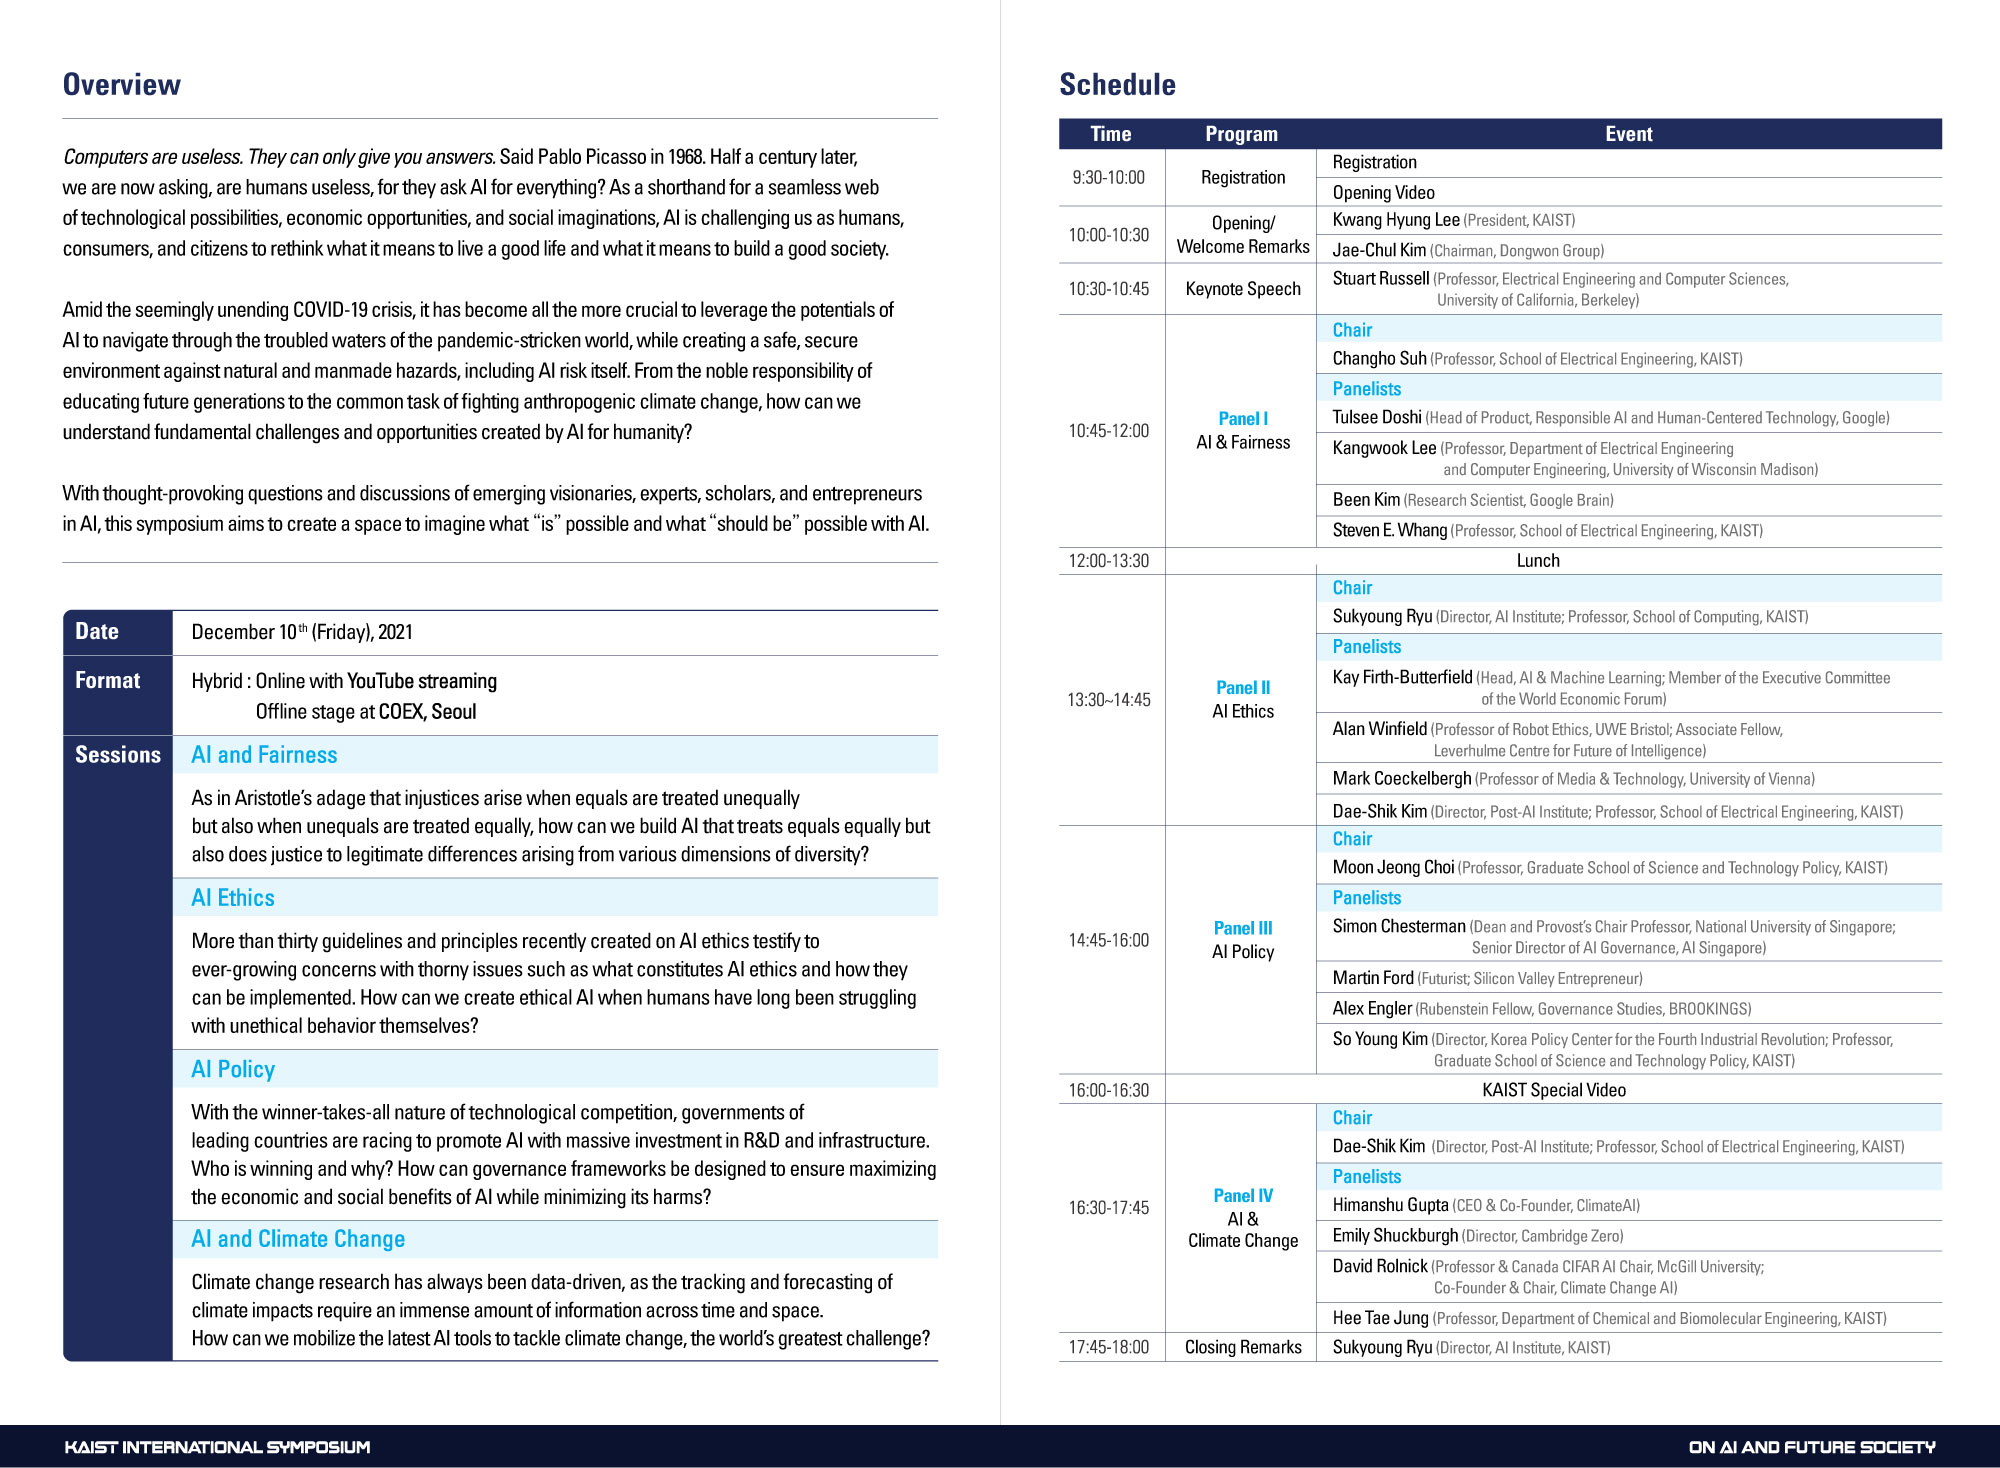 Overview
Computers are useless. They can only give you answers. Said Pablo Picasso in 1968. Half a century later,
we are now asking, are humans useless, for they ask AI for everything? As a shorthand for a seamless web
of technological possibilities, economic opportunities, and social imaginations, AI is challenging us as humans,
consumers, and citizens to rethink what it means to live a good life and what it means to build a good society.
Amid the seemingly unending COVID-19 crisis, it has become all the more crucial to leverage the potentials of
AI to navigate through the troubled waters of the pandemic-stricken world, while creating a safe, secure
environment against natural and manmade hazards, including AI risk itself. From the noble responsibility of
educating future generations to the common task of fighting anthropogenic climate change, how can we
understand fundamental challenges and opportunities created by AI for humanity?
With thought-provoking questions and discussions of emerging visionaries, experts, scholars, and entrepreneurs
in AI, this symposium aims to create a space to imagine what “is” possible and what “should be” possible with AI.
Date
December 10th (Friday), 2021
Format
Hybrid : Online with YouTube streaming
Offline stage at COEX, Seoul
Sessions
AI and Fairness
As in Aristotle’s adage that injustices arise when equals are treated unequally
but also when unequals are treated equally, how can we build AI that treats equals equally but
also does justice to legitimate differences arising from various dimensions of diversity?
AI Ethics
More than thirty guidelines and principles recently created on AI ethics testify to
ever-growing concerns with thorny issues such as what constitutes AI ethics and how they
can be implemented. How can we create ethical AI when humans have long been struggling
with unethical behavior themselves?
AI Policy
With the winner-takes-all nature of technological competition, governments of
leading countries are racing to promote AI with massive investment in R&D and infrastructure.
Who is winning and why? How can governance frameworks be designed to ensure maximizing
the economic and social benefits of AI while minimizing its harms?
AI and Climate Change
Climate change research has always been data-driven, as the tracking and forecasting of
climate impacts require an immense amount of information across time and space.
How can we mobilize the latest AI tools to tackle climate change, the world’s greatest challenge?
Schedule
Time Program Event
9:30-10:00
Registration
Registration
Opening Video
10:00-10:30
Opening/
Welcome Remarks
Kwang Hyung Lee (President, KAIST)
Jae-Chul Kim (Chairman, Dongwon Group)
10:30-10:45
Keynote Speech
Stuart Russell (Professor, Electrical Engineering and Computer Sciences,
University of California, Berkeley)
10:45-12:00
Panel I
AI & Fairness
Chair
Changho Suh (Professor, School of Electrical Engineering, KAIST)
Panelists
Tulsee Doshi (Head of Product, Responsible AI and Human-Centered Technology, Google)
Kangwook Lee (Professor, Department of Electrical Engineering
and Computer Engineering, University of Wisconsin Madison)
Been Kim (Research Scientist, Google Brain)
Steven E. Whang (Professor, School of Electrical Engineering, KAIST)
12:00-13:30
Lunch
13:30~14:45
Panel II
AI Ethics
Chair
Sukyoung Ryu (Director, AI Institute; Professor, School of Computing, KAIST)
Panelists
Kay Firth-Butterfield (Head, AI & Machine Learning; Member of the Executive Committee
of the World Economic Forum)
Alan Winfield (Professor of Robot Ethics, UWE Bristol; Associate Fellow,
Leverhulme Centre for Future of Intelligence)
Mark Coeckelbergh (Professor of Media & Technology, University of Vienna)
Dae-Shik Kim (Director, Post-AI Institute; Professor, School of Electrical Engineering, KAIST)
14:45-16:00
Panel III
AI Policy
Chair
Moon Jeong Choi (Professor, Graduate School of Science and Technology Policy, KAIST)
Panelists
Simon Chesterman (Dean and Provost’s Chair Professor, National University of Singapore;
Senior Director of AI Governance, AI Singapore)
Martin Ford (Futurist; Silicon Valley Entrepreneur)
Alex Engler (Rubenstein Fellow, Governance Studies, BROOKINGS)
So Young Kim (Director, Korea Policy Center for the Fourth Industrial Revolution; Professor,
Graduate School of Science and Technology Policy, KAIST)
16:00-16:30
KAIST Special Video
16:30-17:45
Panel IV
AI &
Climate Change
Chair
Dae-Shik Kim (Director, Post-AI Institute; Professor, School of Electrical Engineering, KAIST)
Panelists
Himanshu Gupta (CEO & Co-Founder, ClimateAI)
Emily Shuckburgh (Director, Cambridge Zero)
David Rolnick (Professor & Canada CIFAR AI Chair, McGill University;
Co-Founder & Chair, Climate Change AI)
Hee Tae Jung (Professor, Department of Chemical and Biomolecular Engineering, KAIST)
17:45-18:00
Closing Remarks
Sukyoung Ryu (Director, AI Institute, KAIST)
KAIST INTERNATIONAL SYMPOSIUM
ON AI AND FUTURE SOCIETY